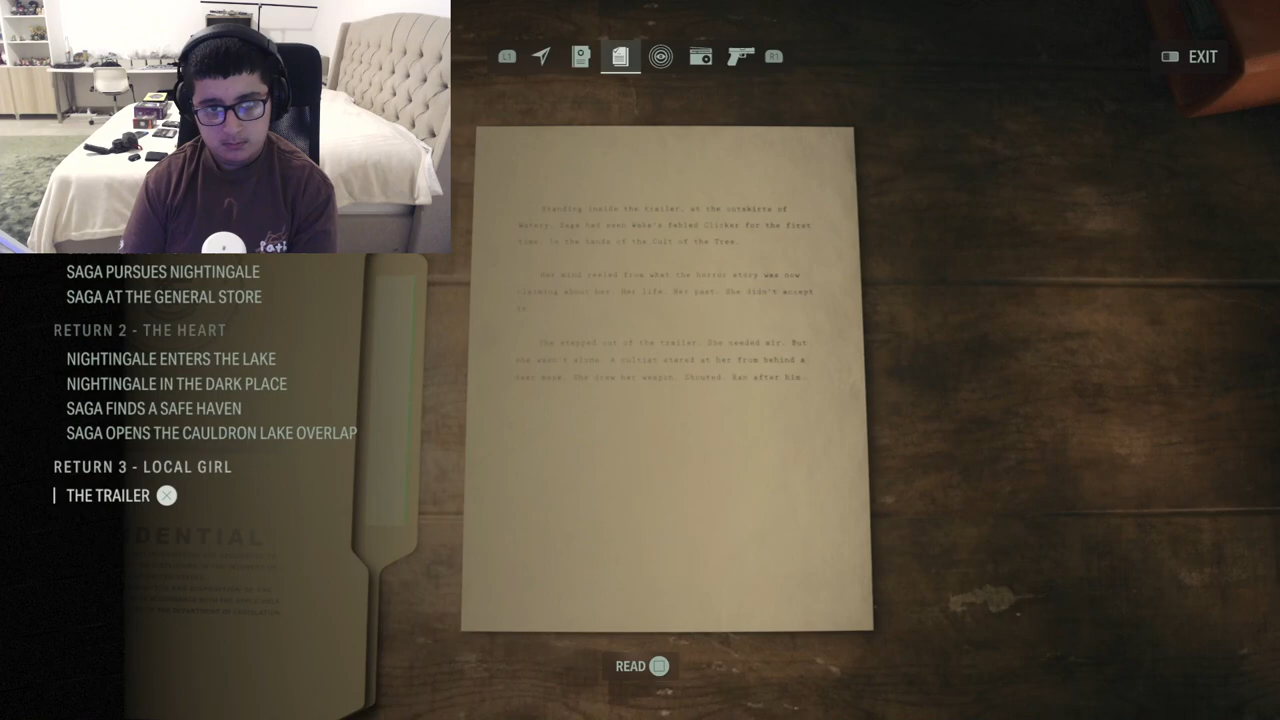 L1
R1
EXIT
Standing inside the trailer, at the outskirts of
Watery, Saga had seen Wake's fabled Clicker for the first
time. In the hands of the Cult of the Tree.
Her mind reeled from what the horror story was now
claiming about her. Her life. Her past. She didn't accept
it.
She stepped out of the trailer. She needed air. But
she wasn't alone. A cultist stared at her from behind a
deer mask. She drew her weapon. Shouted. Ran after him.
SAGA PURSUES NIGHTINGALE
SAGA AT THE GENERAL STORE
RETURN 2 - THE HEART
NIGHTINGALE ENTERS THE LAKE
NIGHTINGALE IN THE DARK PLACE
SAGA FINDS A SAFE HAVEN
SAGA OPENS THE CAULDRON LAKE OVERLAP
RETURN 3 - LOCAL GIRL
THE TRAILER
DENTIAL
READ